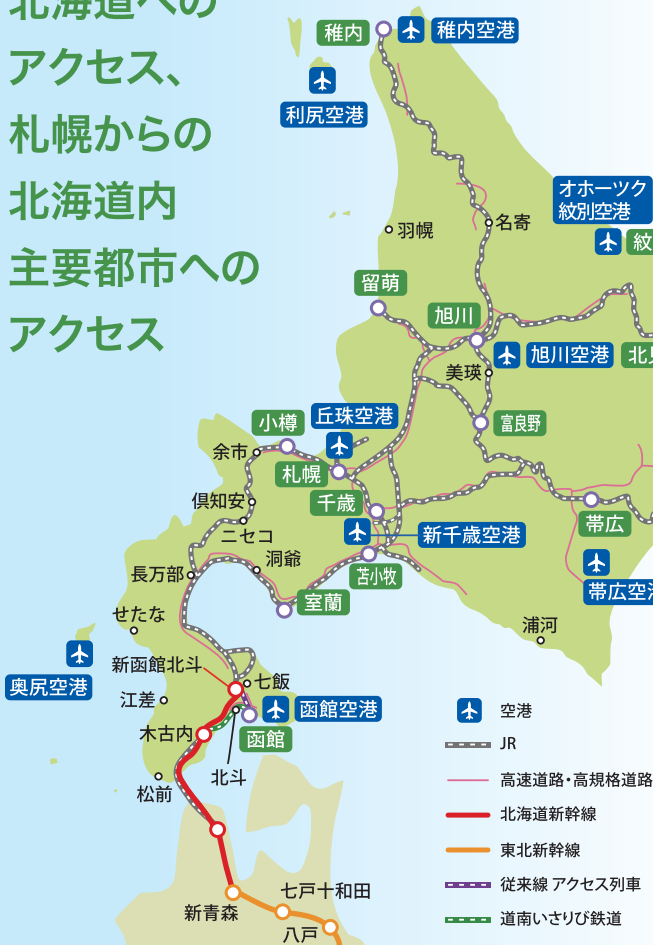 北海道への
アクセス、
札幌からの
北海道内
主要都市への
アクセス
稚内
稚内空港
利尻空港
オホーツク
紋別空港
紋
羽幌
名寄
留萌
旭川
旭川空港
北見
美瑛
小樽
丘珠空港
富良野
余市
札幌
千歳
倶知安
ニセコ
新千歳空港
帯広
洞爺
長万部
苫小牧
帯広空港
室蘭
せたな
浦河
新函館北斗
七飯
奥尻空港
江差
函館空港
木古内
函館
北斗
松前
空港
JR
高速道路・高規格道路
北海道新幹線
東北新幹線
従来線 アクセス列車
道南いさりび鉄道
新青森
七戸十和田
八戸